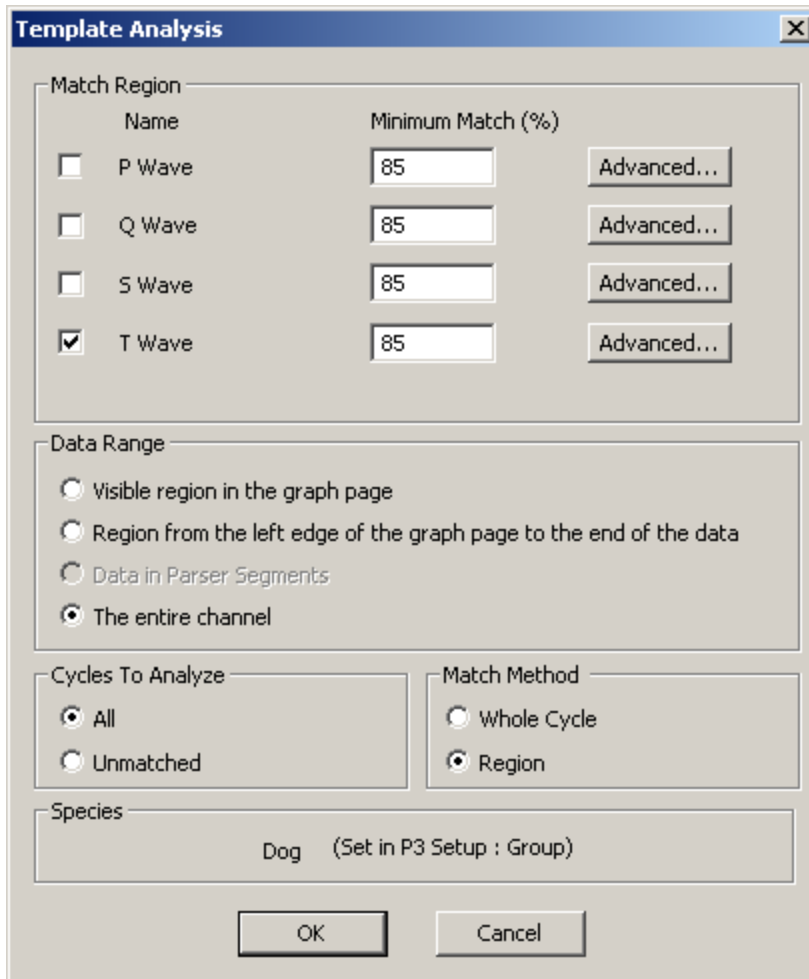 Template Analysis
Match Region
Name Minimum Match (%)
P Wave 85 Advanced...
Q Wave 85 Advanced...
S Wave 85 Advanced...
T Wave 85 Advanced...
Data Range
Visible region in the graph page
Region from the left edge of the graph page to the end of the data
Data in Parser Segments
The entire channel
Cycles To Analyze
All
Unmatched
Match Method
Whole Cycle
Region
Species
Dog (Set in P3 Setup : Group)
OK Cancel